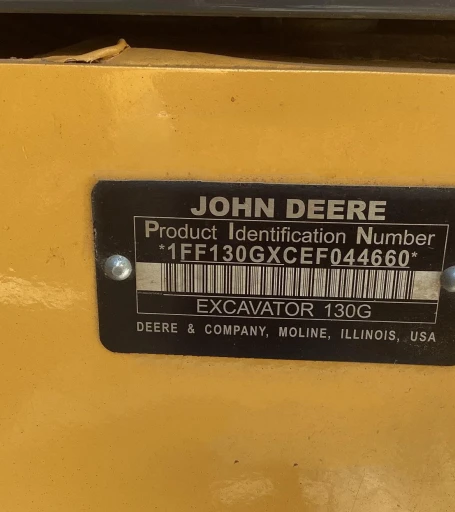 JOHN DEERE
Product Identification Number
*1FF130GXCEF044660*
EXCAVATOR 130G
DEERE & COMPANY, MOLINE, ILLINOIS, USA